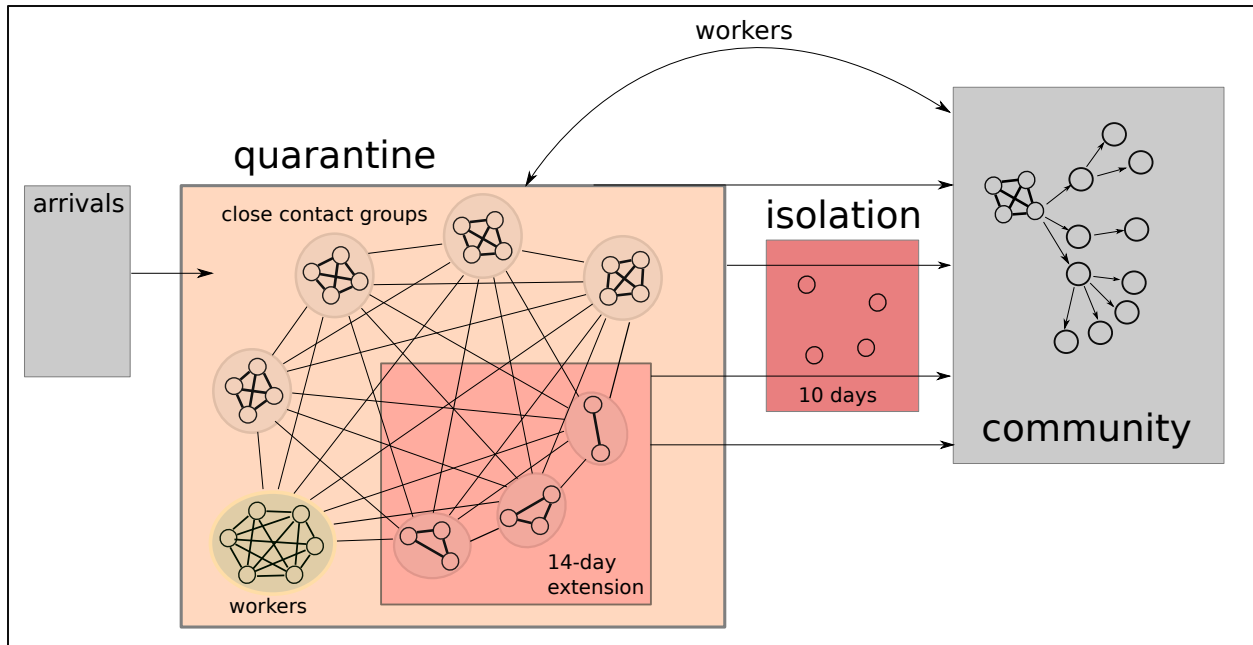 workers
quarantine
arrivals
close contact groups
isolation
10 days
community
14-day
extension
workers